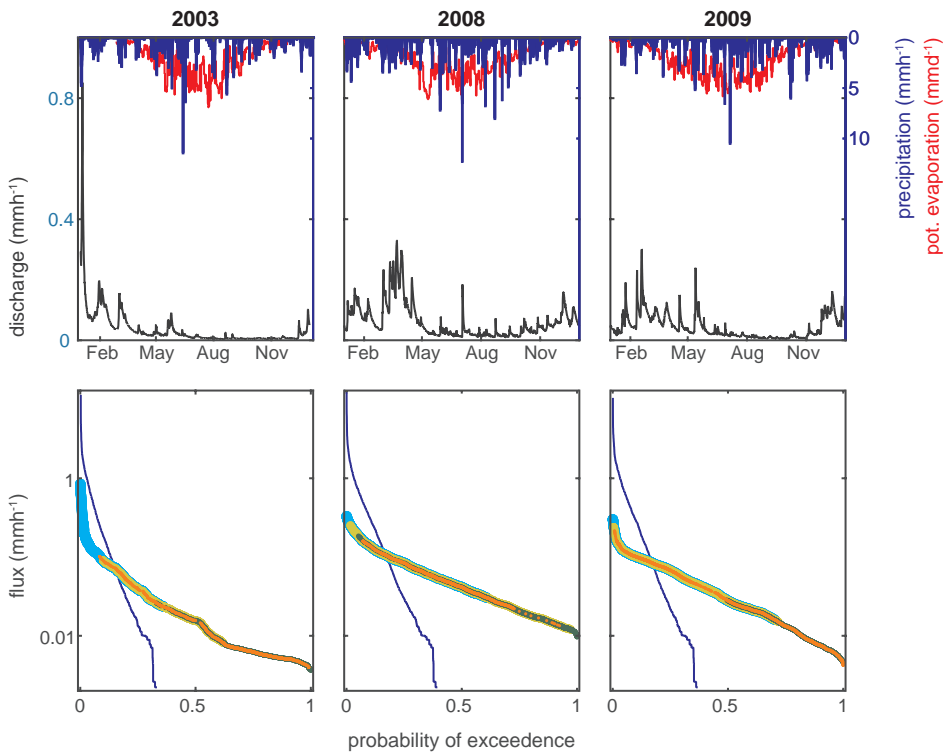 2003 2008 2009
discharge (mmh-1)
0.8
0.4
0
0
5
10
precipitation (mmh-1)
pot. evaporation (mmd-1)
Feb May Aug Nov Feb May Aug Nov Feb May Aug Nov
flux (mmh-1)
1
0.01
0 0.5 1 0 0.5 1 0 0.5 1
probability of exceedence